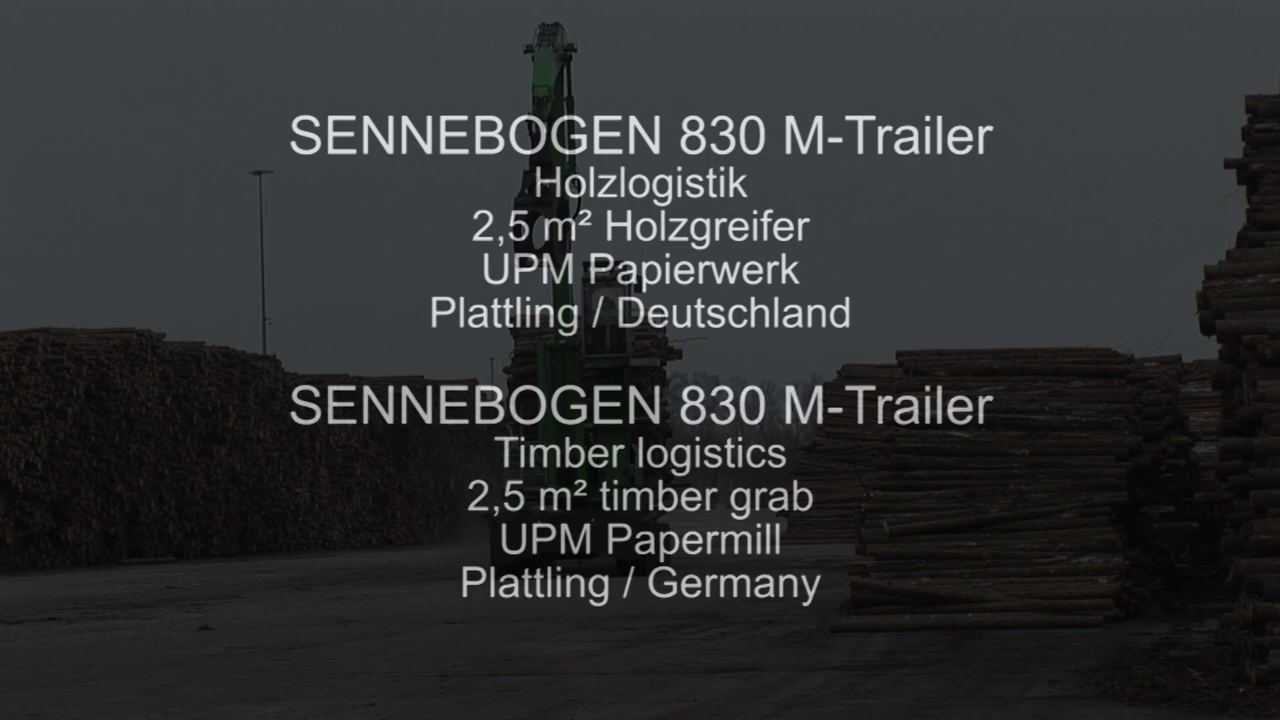 SENNEBOGEN 830 M-Trailer
Holzlogistik
2,5 m² Holzgreifer
UPM Papierwerk
Plattling / Deutschland
SENNEBOGEN 830 M-Trailer
Timber logistics
2,5 m² timber grab
UPM Papermill
Plattling / Germany